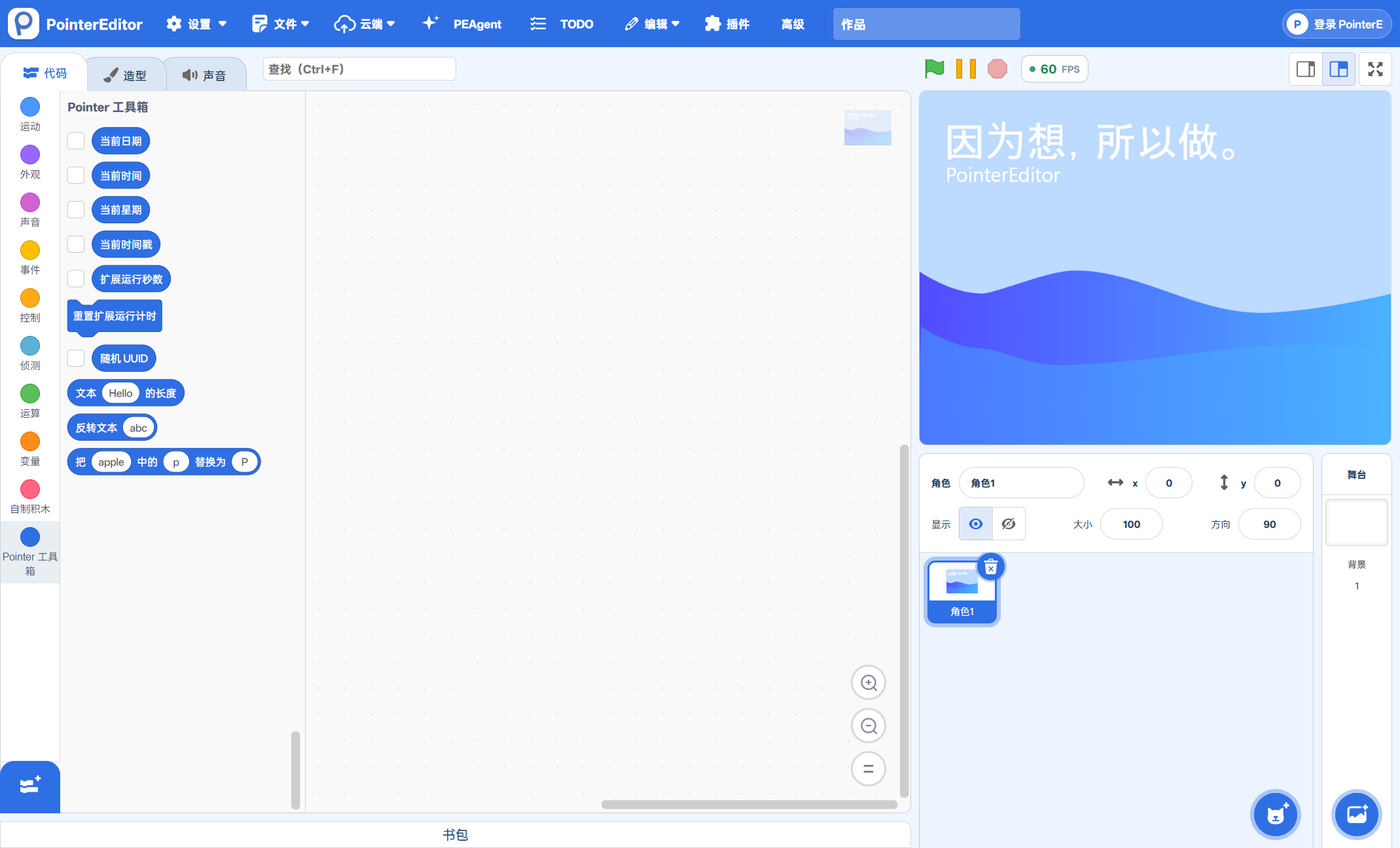 PointerEditor 设置 文件 云端 PEAgent TODO 编辑 插件 高级 作品 P 登录 PointerE
代码 造型 声音 查找（Ctrl+F） 60 FPS
运动
外观
声音
事件
控制
侦测
运算
变量
自制积木
Pointer 工具
箱
Pointer 工具箱
当前日期
当前时间
当前星期
当前时间戳
扩展运行秒数
重置扩展运行计时
随机 UUID
文本 Hello 的长度
反转文本 abc
把 apple 中的 p 替换为 P
因为想，所以做。
PointerEditor
角色 角色1 x 0 y 0
显示 大小 100 方向 90
角色1
舞台
背景
1
书包